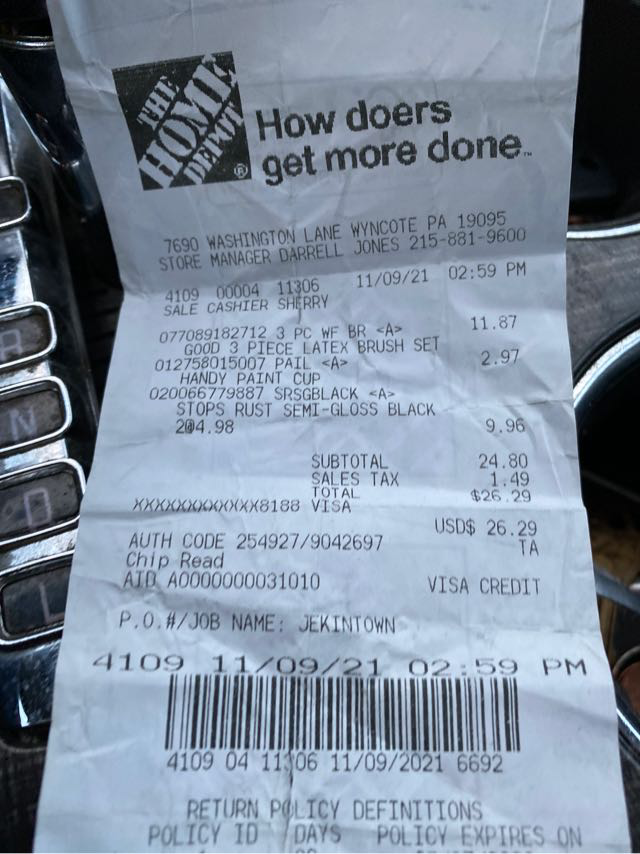 THE
HOME
DEPOT
®
How doers
get more done™
7690 WASHINGTON LANE WYNCOTE PA 19095
STORE MANAGER DARRELL JONES 215-881-9600
4109 00004 11306 11/09/21 02:59 PM
SALE CASHIER SHERRY
077089182712 3 PC WF BR <A> 11.87
GOOD 3 PIECE LATEX BRUSH SET
012758015007 PAIL <A> 2.97
HANDY PAINT CUP
020066779887 SRSGBLACK <A>
STOPS RUST SEMI-GLOSS BLACK
2@4.98 9.96
SUBTOTAL 24.80
SALES TAX 1.49
TOTAL $26.29
XXXXXXXXXXXX8188 VISA
USD$ 26.29
AUTH CODE 254927/9042697 TA
Chip Read
AID A0000000031010 VISA CREDIT
P.O.#/JOB NAME: JEKINTOWN
4109 11/09/21 02:59 PM
4109 04 11306 11/09/2021 6692
RETURN POLICY DEFINITIONS
POLICY ID DAYS POLICY EXPIRES ON
R
N
D
L